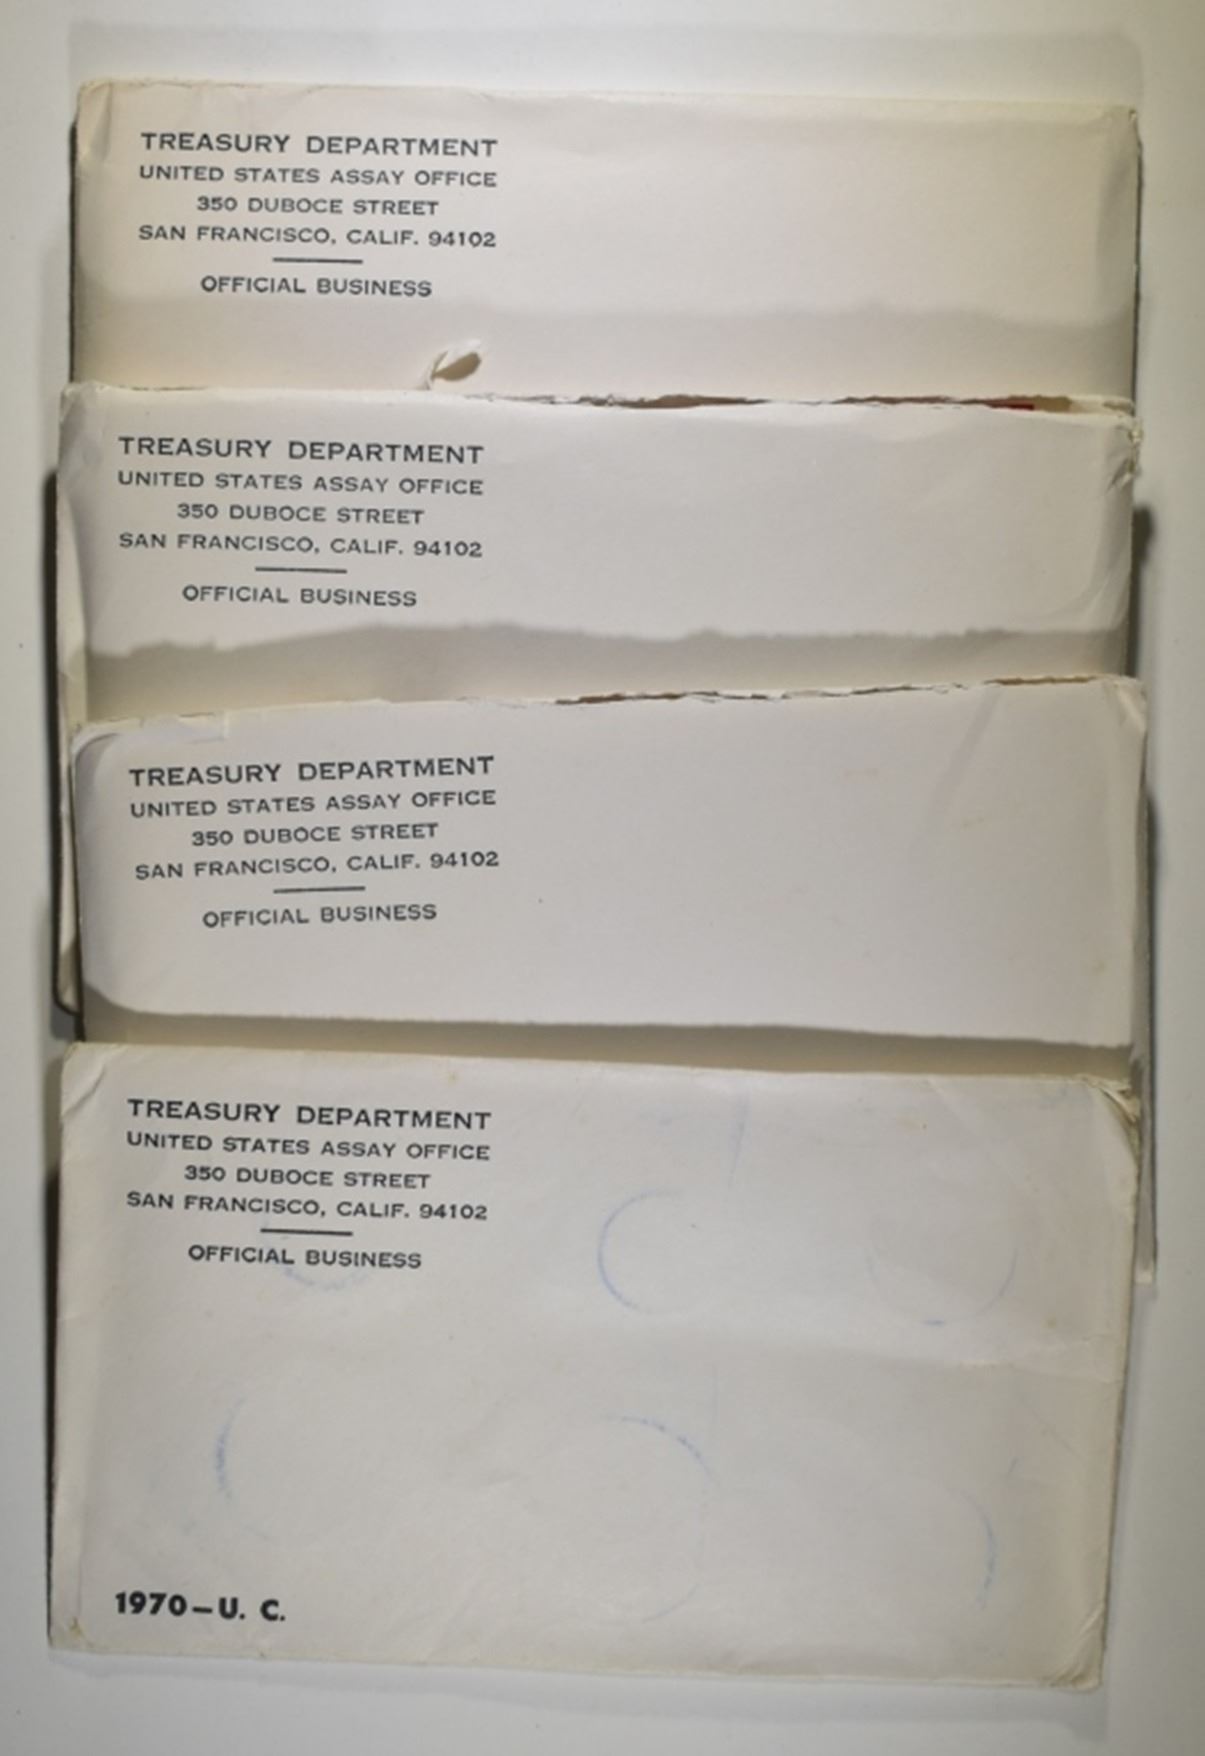 TREASURY DEPARTMENT
UNITED STATES ASSAY OFFICE
350 DUBOCE STREET
SAN FRANCISCO, CALIF. 94102
OFFICIAL BUSINESS
TREASURY DEPARTMENT
UNITED STATES ASSAY OFFICE
350 DUBOCE STREET
SAN FRANCISCO, CALIF. 94102
OFFICIAL BUSINESS
TREASURY DEPARTMENT
UNITED STATES ASSAY OFFICE
350 DUBOCE STREET
SAN FRANCISCO, CALIF. 94102
OFFICIAL BUSINESS
TREASURY DEPARTMENT
UNITED STATES ASSAY OFFICE
350 DUBOCE STREET
SAN FRANCISCO, CALIF. 94102
OFFICIAL BUSINESS
1970–U. C.